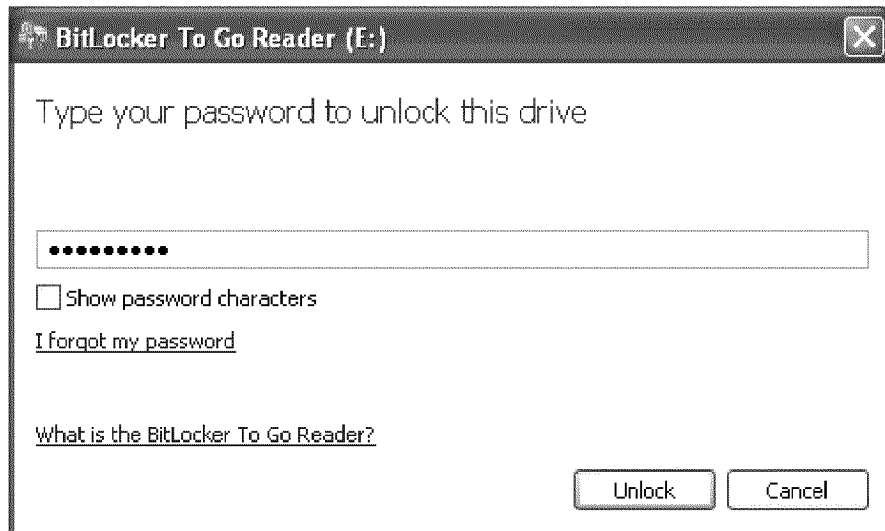 BitLocker To Go Reader (E:)
Type your password to unlock this drive
•••••••••
Show password characters
I forgot my password
What is the BitLocker To Go Reader?
Unlock Cancel